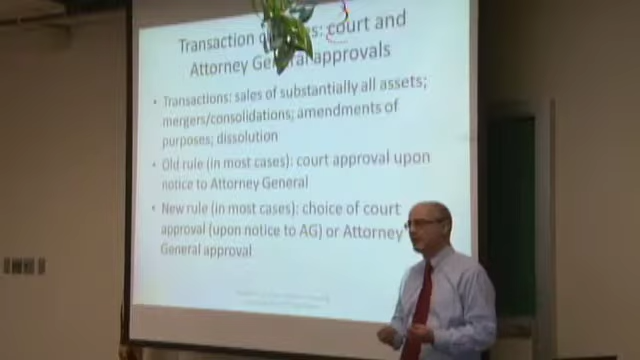 Transaction court and
Attorney General approvals
• Transactions: sales of substantially all assets;
mergers/consolidations; amendments of
purposes; dissolution
• Old rule (in most cases): court approval upon
notice to Attorney General
• New rule (in most cases): choice of court
approval (upon notice to AG) or Attorney
General approval